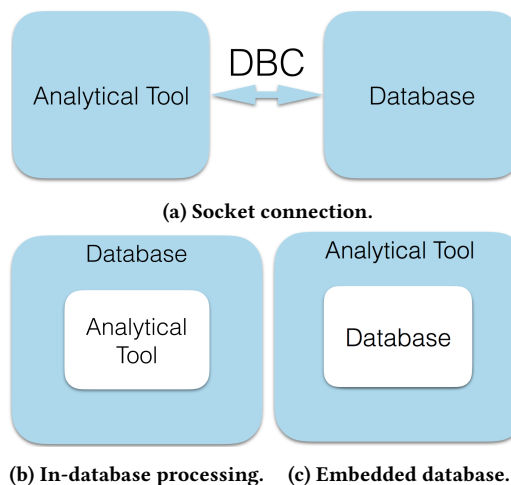 DBC
Analytical Tool
Database
(a) Socket connection.
Database
Analytical
Tool
(b) In-database processing.
Analytical Tool
Database
(c) Embedded database.